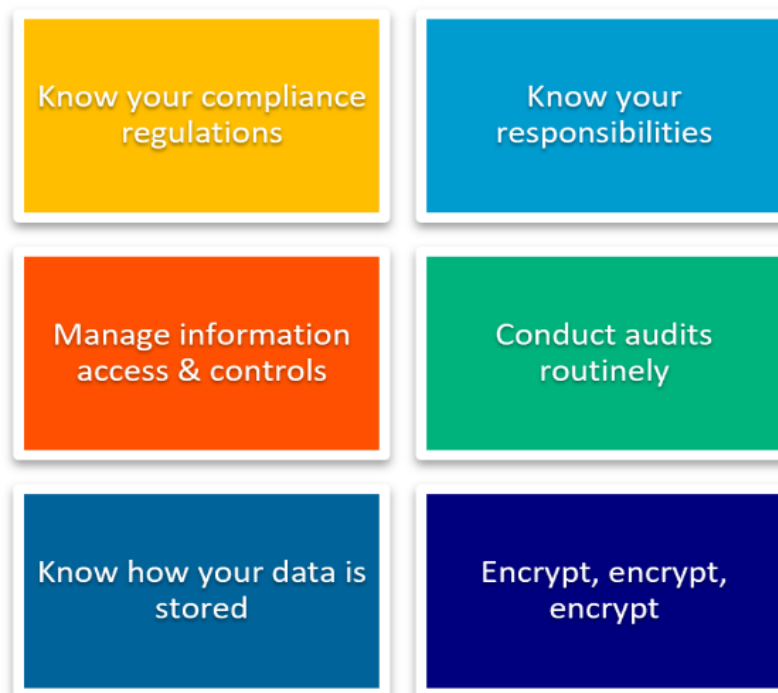 Know your compliance
regulations
Know your
responsibilities
Manage information
access & controls
Conduct audits
routinely
Know how your data is
stored
Encrypt, encrypt,
encrypt